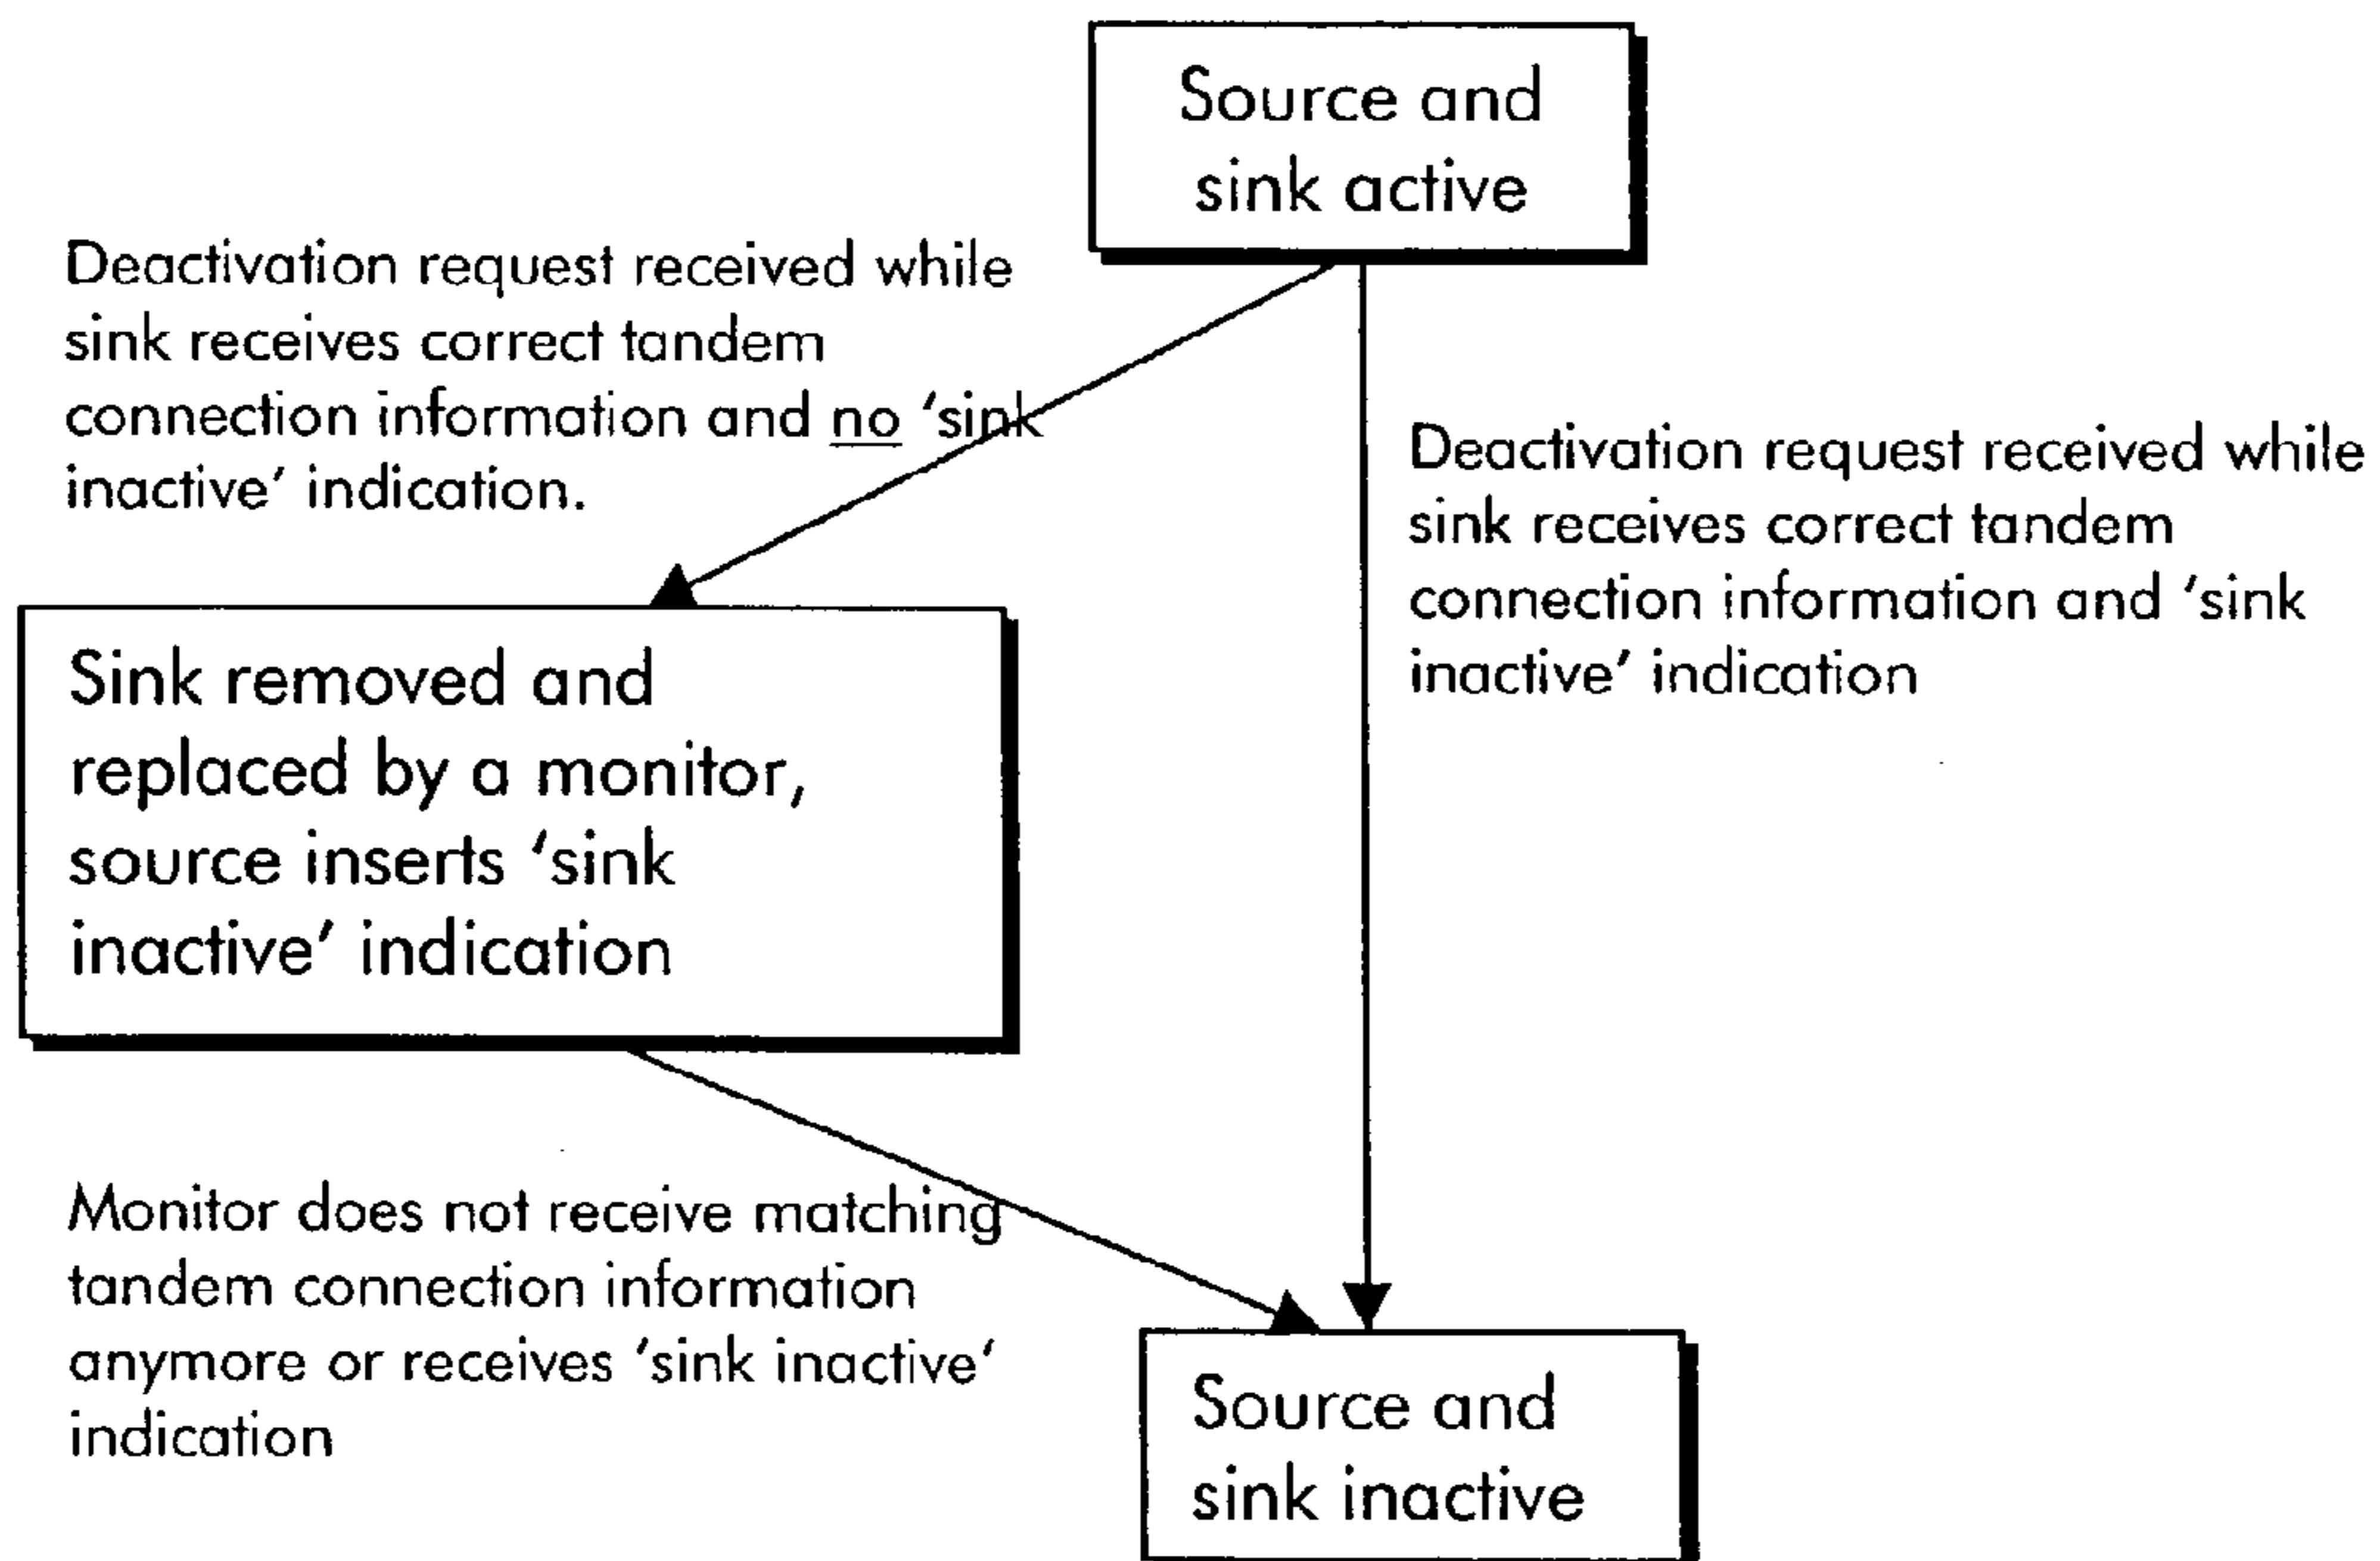 Source and
sink active
Deactivation request received while
sink receives correct tandem
connection information and no ‘sink
inactive’ indication.
Deactivation request received while
sink receives correct tandem
connection information and ‘sink
inactive’ indication
Sink removed and
replaced by a monitor,
source inserts ‘sink
inactive’ indication
Monitor does not receive matching
tandem connection information
anymore or receives ‘sink inactive’
indication
Source and
sink inactive